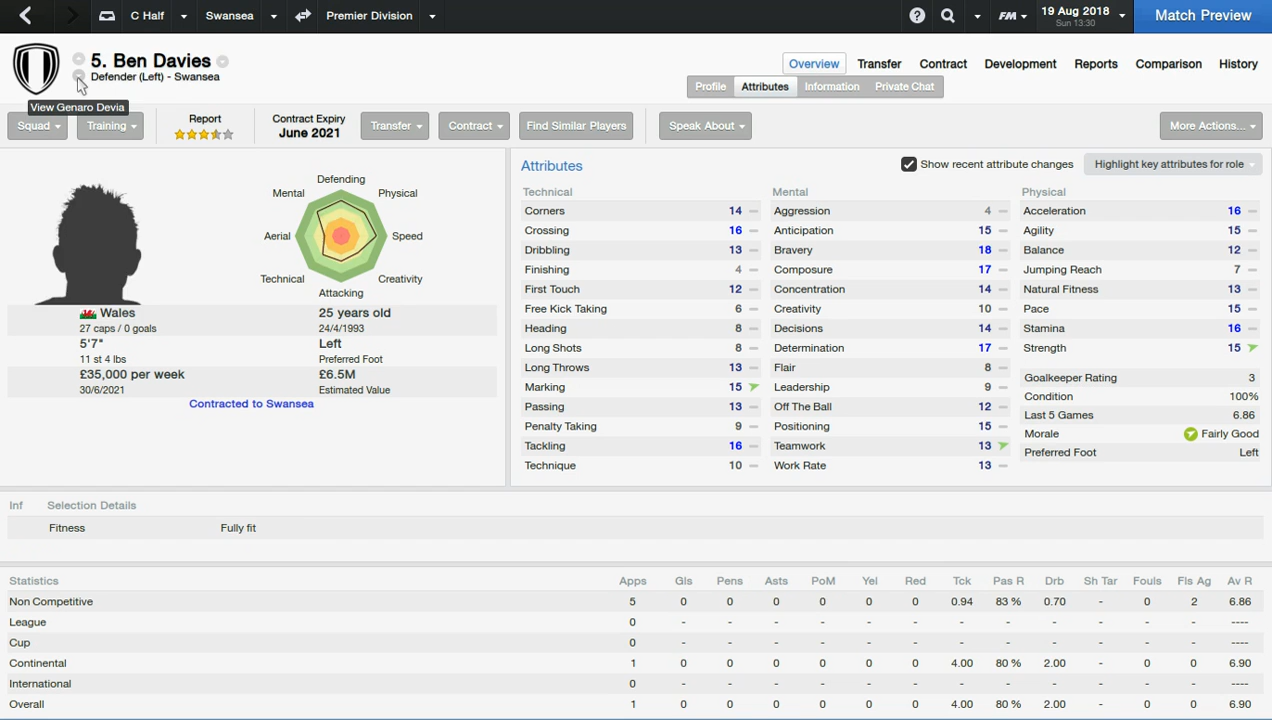 C Half Swansea Premier Division FM 19 Aug 2018 Match Preview
Sun 13:30
5. Ben Davies
Defender (Left) - Swansea
Overview Transfer Contract Development Reports Comparison History
Profile Attributes Information Private Chat
View Genaro Devia
Squad Training Report Contract Expiry June 2021 Transfer Contract Find Similar Players Speak About More Actions...
Attributes Show recent attribute changes Highlight key attributes for role
Defending
Mental Physical
Aerial Speed
Technical Creativity
Attacking
Wales 25 years old
27 caps / 0 goals 24/4/1993
5'7" Left
11 st 4 lbs Preferred Foot
£35,000 per week £6.5M
30/6/2021 Estimated Value
Contracted to Swansea
Technical Mental Physical
Corners 14 Aggression 4 Acceleration 16
Crossing 16 Anticipation 15 Agility 15
Dribbling 13 Bravery 18 Balance 12
Finishing 4 Composure 17 Jumping Reach 7
First Touch 12 Concentration 14 Natural Fitness 13
Free Kick Taking 6 Creativity 10 Pace 15
Heading 8 Decisions 14 Stamina 16
Long Shots 8 Determination 17 Strength 15
Long Throws 13 Flair 8 Goalkeeper Rating 3
Marking 15 Leadership 9 Condition 100%
Passing 13 Off The Ball 12 Last 5 Games 6.86
Penalty Taking 9 Positioning 15 Morale Fairly Good
Tackling 16 Teamwork 13 Preferred Foot Left
Technique 10 Work Rate 13
Inf Selection Details
Fitness Fully fit
Statistics Apps Gls Pens Asts PoM Yel Red Tck Pas R Drb Sh Tar Fouls Fls Ag Av R
Non Competitive 5 0 0 0 0 0 0 0.94 83 % 0.70 - 0 2 6.86
League 0 - - - - - - - - - - - - ----
Cup 0 - - - - - - - - - - - - ----
Continental 1 0 0 0 0 0 0 4.00 80 % 2.00 - 0 0 6.90
International 0 - - - - - - - - - - - - ----
Overall 1 0 0 0 0 0 0 4.00 80 % 2.00 - 0 0 6.90